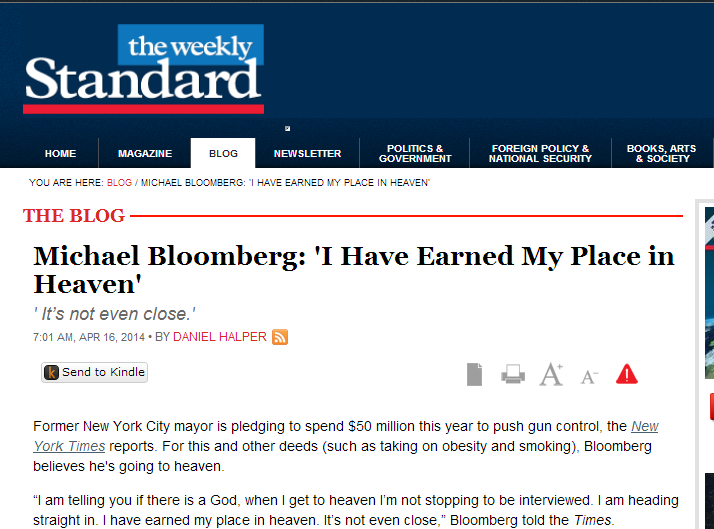 the weekly
Standard
HOME
MAGAZINE
BLOG
NEWSLETTER
POLITICS &
GOVERNMENT
FOREIGN POLICY &
NATIONAL SECURITY
BOOKS, ARTS
& SOCIETY
YOU ARE HERE: BLOG / MICHAEL BLOOMBERG: 'I HAVE EARNED MY PLACE IN HEAVEN'
THE BLOG
Michael Bloomberg: 'I Have Earned My Place in
Heaven'
' It’s not even close.'
7:01 AM, APR 16, 2014 • BY DANIEL HALPER
k Send to Kindle
A+ A-
Former New York City mayor is pledging to spend $50 million this year to push gun control, the New
York Times reports. For this and other deeds (such as taking on obesity and smoking), Bloomberg
believes he's going to heaven.
“I am telling you if there is a God, when I get to heaven I’m not stopping to be interviewed. I am heading
straight in. I have earned my place in heaven. It’s not even close,” Bloomberg told the Times.